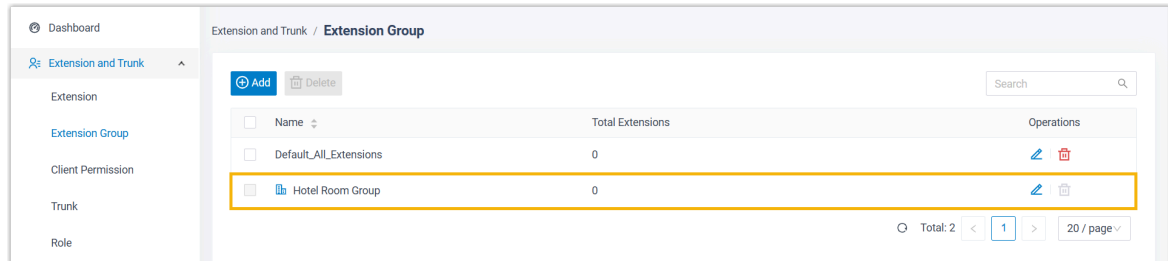 Dashboard
Extension and Trunk / Extension Group
Extension and Trunk
Add Delete
Search
Extension
Name Total Extensions Operations
Extension Group
Default_All_Extensions 0
Client Permission
Hotel Room Group 0
Trunk
Total: 2 < 1 > 20 / page
Role